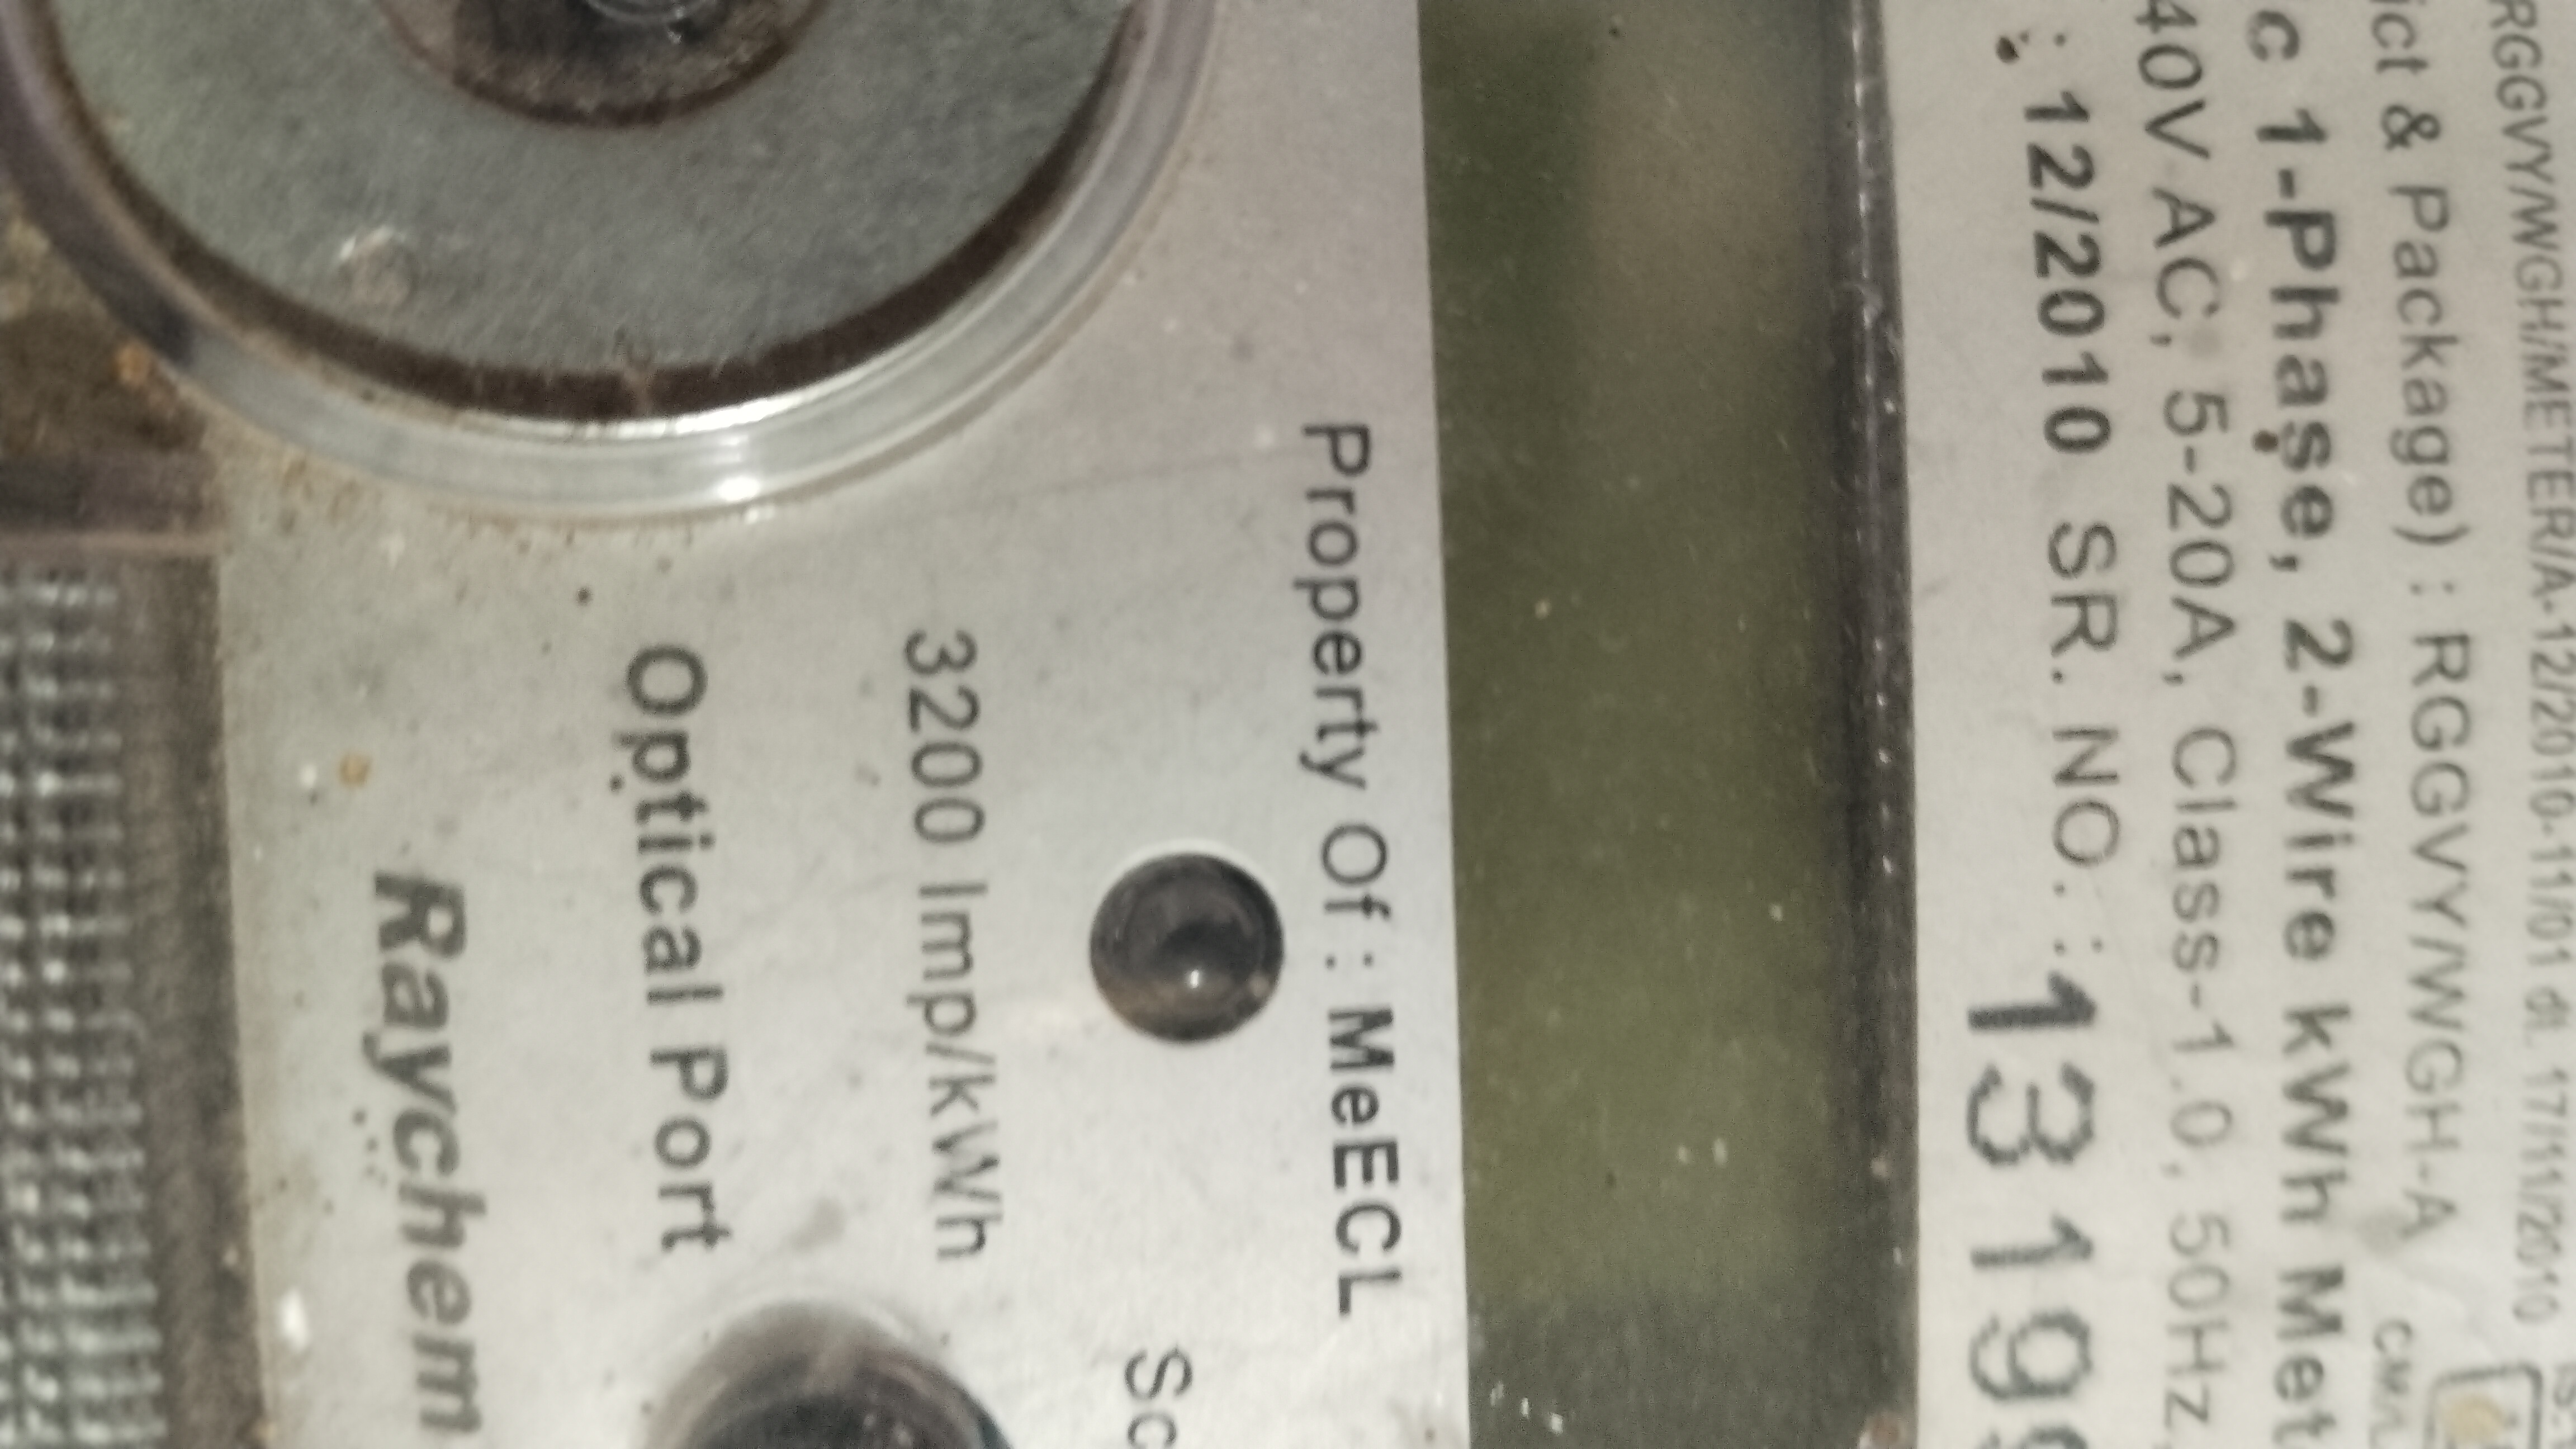 RGGVY/WGH/METER/A-12/2010-11/01 dt. 17/11/2010
ict & Package) : RGGVY/WGH-A
c 1-Phase, 2-Wire kWh Met
40V AC, 5-20A, Class-1.0, 50Hz,
: 12/2010 SR. NO. : 1319
CM/L
Property Of : MeECL
Sc
3200 Imp/kWh
Optical Port
Raychem